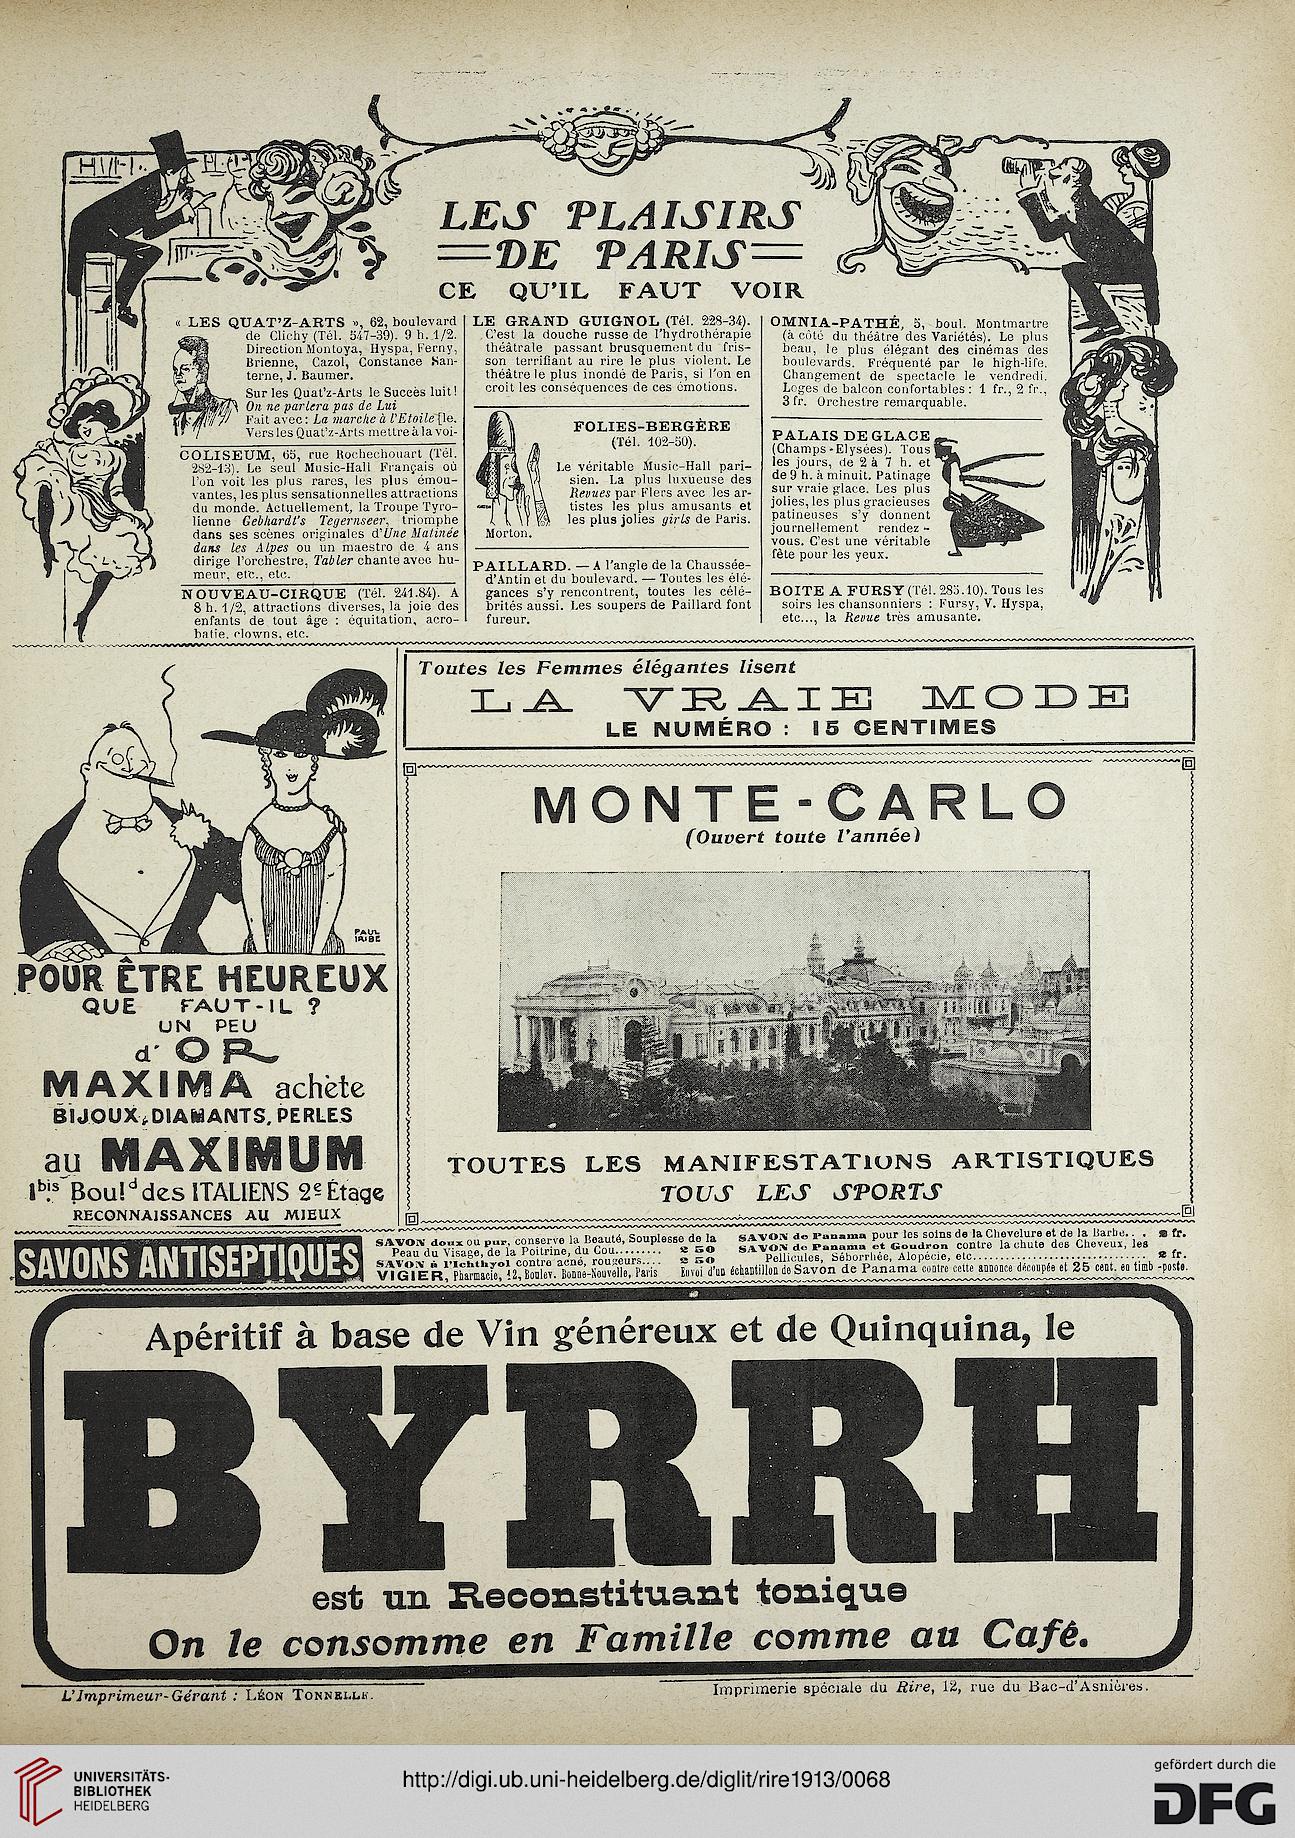 LES PLAISIRS
DE PARIS
CE QU'IL FAUT VOIR
« LES QUAT'Z-ARTS », 62, boulevard
de Clichy (Tél. 547-39). 9 h. 1/2.
Direction Montoya, Hyspa, Ferny,
Brienne, Cazol, Constance San-
terne, J. Baumer.
Sur les Quat'z-Arts le Succès luit!
On ne parlera pas de Lui
Fait avec: La marche à l'Etoile [le.
Vers les Quat'z-Arts mettre à la voi-
COLISEUM, 65, rue Rochechouart (Tél.
282-13). Le seul Music-Hall Français où
l'on voit les plus rares, les plus émou-
vantes, les plus sensationnelles attractions
du monde. Actuellement, la Troupe Tyro-
lienne Gebhardt's Tegernseer, triomphe
dans ses scènes originales d'Une Matinée
dans les Alpes ou un maestro de 4 ans
dirige l'orchestre, Tabler chante avec hu-
meur, etc., etc.
NOUVEAU-CIRQUE (Tél. 241.84). A
8 h. 1/2, attractions diverses, la joie des
enfants de tout âge : équitation, acro-
batie, clowns, etc.
LE GRAND GUIGNOL (Tél. 228-34).
C'est la douche russe de l'hydrothérapie
théâtrale passant brusquement du fris-
son terrifiant au rire le plus violent. Le
théâtre le plus inondé de Paris, si l'on en
croit les conséquences de ces émotions.
FOLIES-BERGÈRE
(Tél. 102-50).
Le véritable Music-Hall pari-
sien. La plus luxueuse des
Revues par Flers avec les ar-
tistes les plus amusants et
les plus jolies girls de Paris.
Morton.
PAILLARD. — A l'angle de la Chaussée-
d'Antin et du boulevard. — Toutes les élé-
gances s'y rencontrent, toutes les célé-
brités aussi. Les soupers de Paillard font
fureur.
OMNIA-PATHÉ, 5, boul. Montmartre
(à côté du théâtre des Variétés). Le plus
beau, le plus élégant des cinémas des
boulevards. Fréquenté par le high-life.
Changement de spectacle le vendredi.
Loges de balcon confortables: 1 fr., 2 fr.,
3 fr. Orchestre remarquable.
PALAIS DE GLACE
(Champs-Elysées). Tous
les jours, de 2 à 7 h. et
de 9 h. à minuit. Patinage
sur vraie glace. Les plus
jolies, les plus gracieuses
patineuses s'y donnent
journellement rendez-
vous. C'est une véritable
fête pour les yeux.
BOITE A FURSY (Tél. 285.10). Tous les
soirs les chansonniers : Fursy, V. Hyspa,
etc..., la Revue très amusante.
PAUL
IRIBE
POUR ÊTRE HEUREUX
QUE FAUT-IL ?
UN PEU
d'OR
MAXIMA achète
BIJOUX, DIAMANTS, PERLES
au MAXIMUM
1bis Bould des ITALIENS 2e Étage
RECONNAISSANCES AU MIEUX
Toutes les Femmes élégantes lisent
LA VRAIE MODE
LE NUMÉRO : 15 CENTIMES
MONTE-CARLO
(Ouvert toute l'année)
TOUTES LES MANIFESTATIONS ARTISTIQUES
TOUS LES SPORTS
SAVONS ANTISEPTIQUES
SAVON doux ou pur, conserve la Beauté, Souplesse de la
Peau du Visage, de la Poitrine, du Cou......... 2 50
SAVON à l'Ichthyol contre acné, rougeurs.... 2 50
VIGIER, Pharmacie, 12, Boulev. Bonne-Nouvelle, Paris
SAVON de Panama pour les soins de la Chevelure et de la Barbe.. . 2 fr.
SAVON de Panama et Goudron contre la chute des Cheveux, les
Pellicules, Séborrhée, Alopécie, etc.................... 2 fr.
Envoi d'un échantillon de Savon de Panama contre cette annonce découpée et 25 cent. en timb-poste.
Apéritif à base de Vin généreux et de Quinquina, le
BYRRH
est un Reconstituant tonique
On le consomme en Famille comme au Café.
L'Imprimeur-Gérant : LÉON TONNELLE.
Imprimerie spéciale du Rire, 12, rue du Bac-d'Asnières.
UNIVERSITÄTS-
BIBLIOTHEK
HEIDELBERG
http://digi.ub.uni-heidelberg.de/diglit/rire1913/0068
gefördert durch die
DFG